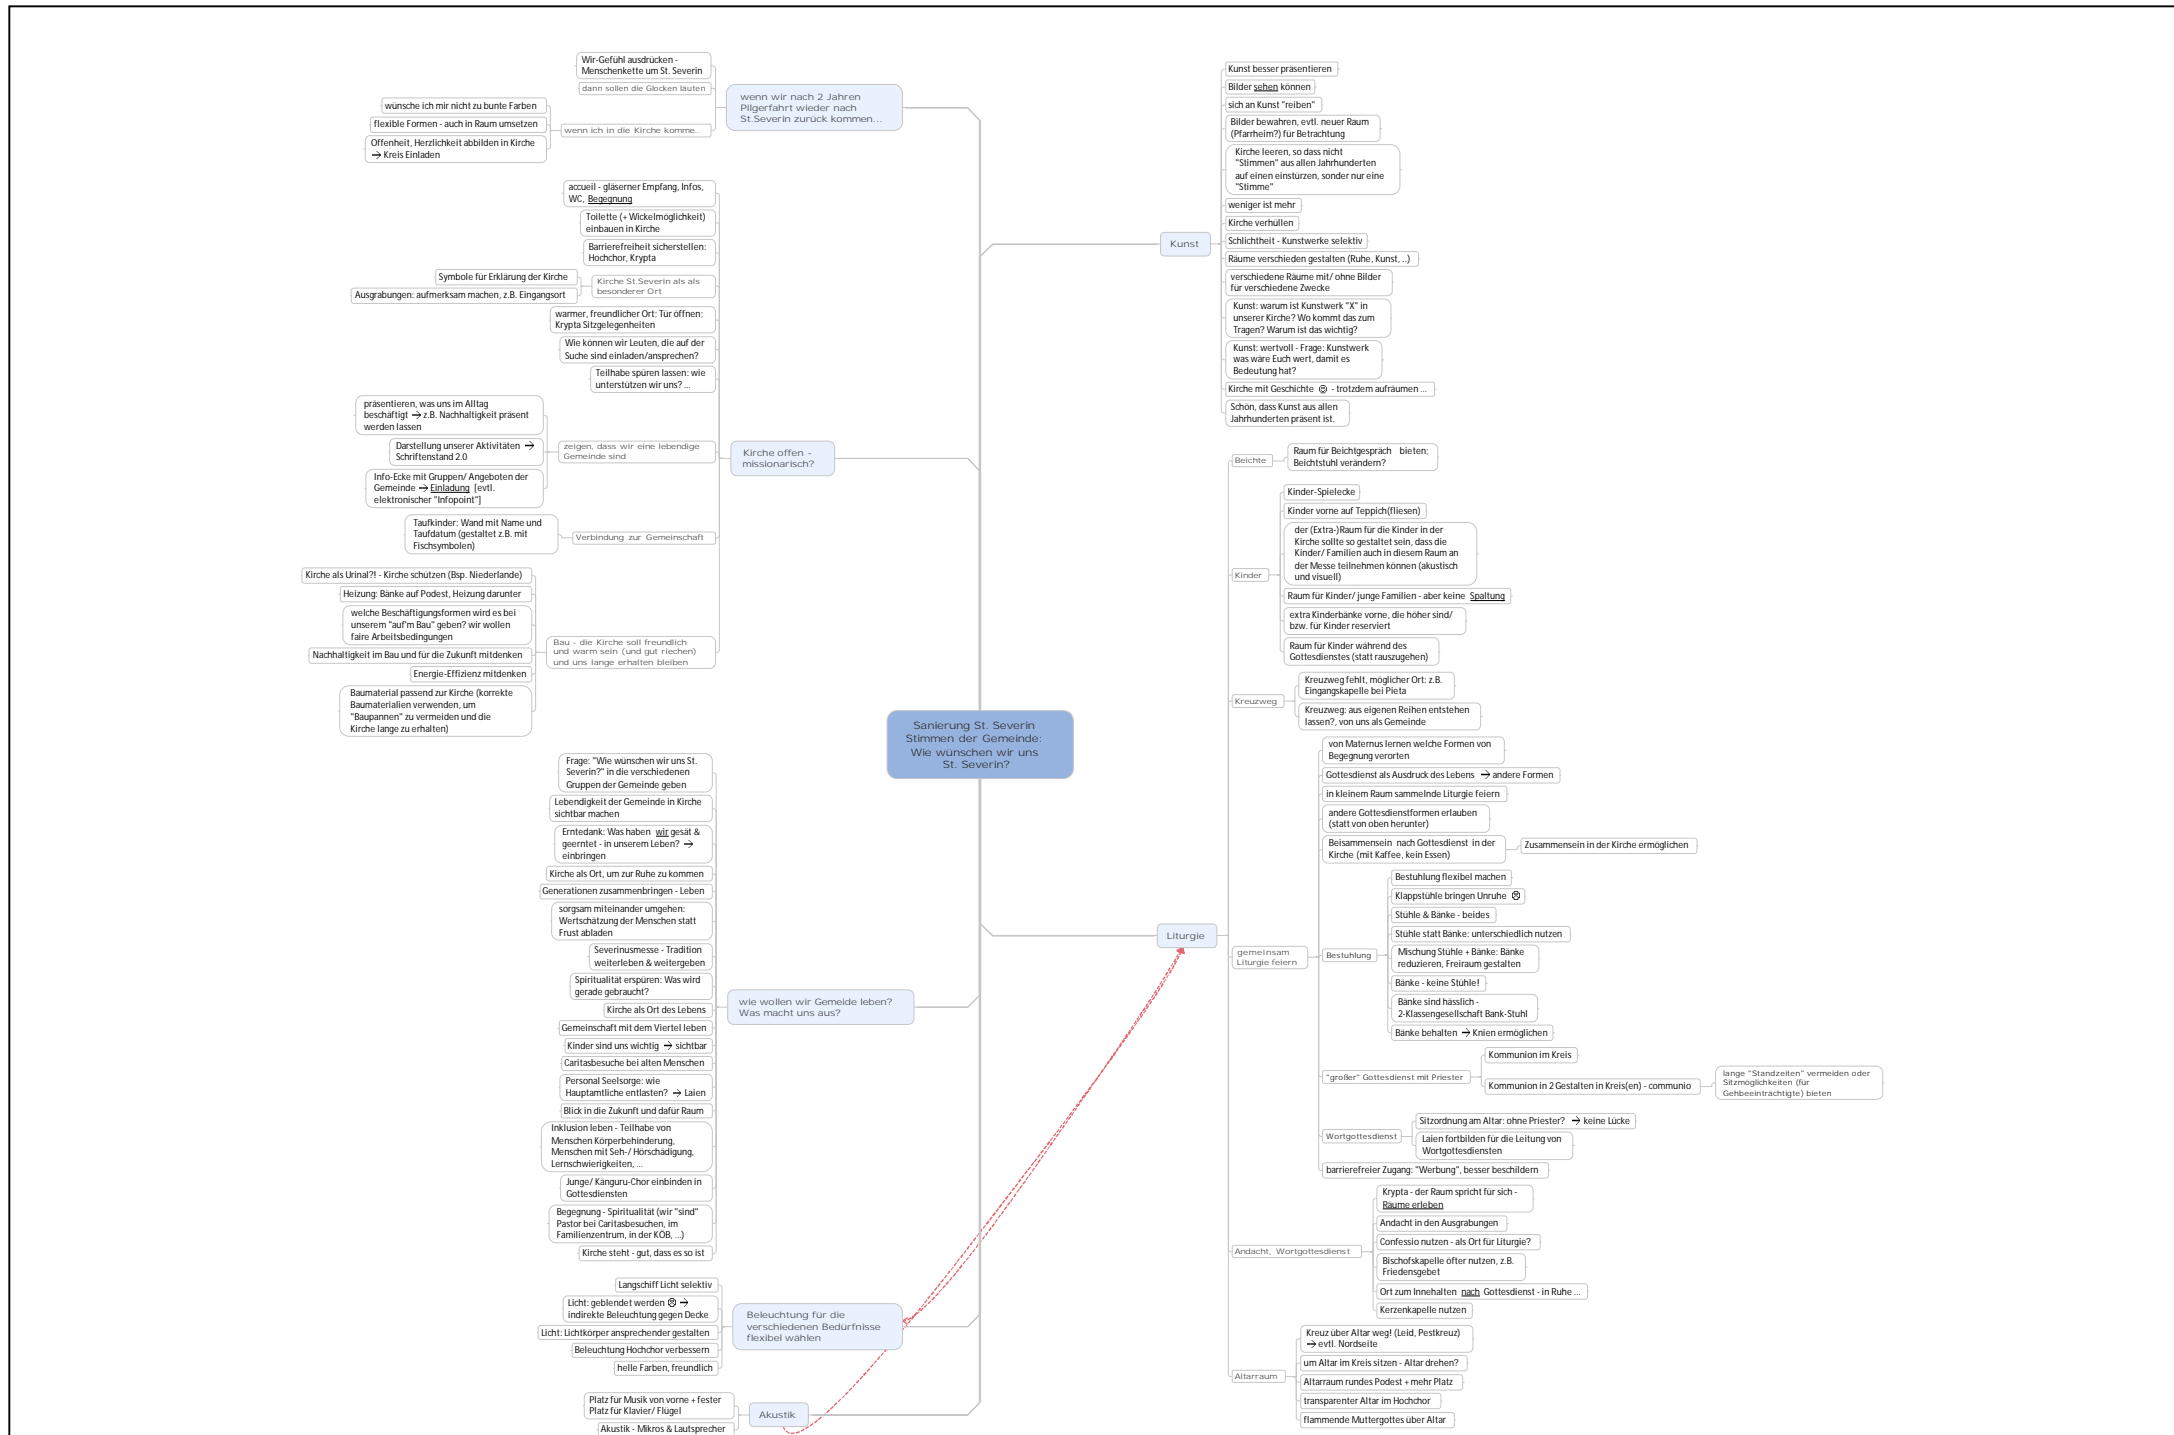 Sanierung St. Severin
Stimmen der Gemeinde:
Wie wünschen wir uns
St. Severin?
wenn wir nach 2 Jahren
Pilgerfahrt wieder nach
St.Severin zurück kommen...
Wir-Gefühl ausdrücken -
Menschenkette um St. Severin
dann sollen die Glocken läuten
wenn ich in die Kirche komme...
wünsche ich mir nicht zu bunte Farben
flexible Formen - auch in Raum umsetzen
Offenheit, Herzlichkeit abbilden in Kirche
→ Kreis Einladen
Kirche offen -
missionarisch?
accueil - gläserner Empfang, Infos,
WC, Begegnung
Toilette (+ Wickelmöglichkeit)
einbauen in Kirche
Barrierefreiheit sicherstellen:
Hochchor, Krypta
Kirche St.Severin als als
besonderer Ort
Symbole für Erklärung der Kirche
Ausgrabungen: aufmerksam machen, z.B. Eingangsort
warmer, freundlicher Ort; Tür öffnen;
Krypta Sitzgelegenheiten
Wie können wir Leuten, die auf der
Suche sind einladen/ansprechen?
Teilhabe spüren lassen: wie
unterstützen wir uns? ...
zeigen, dass wir eine lebendige
Gemeinde sind
präsentieren, was uns im Alltag
beschäftigt → z.B. Nachhaltigkeit präsent
werden lassen
Darstellung unserer Aktivitäten →
Schriftenstand 2.0
Info-Ecke mit Gruppen/ Angeboten der
Gemeinde → Einladung [evtl.
elektronischer "Infopoint"]
Verbindung zur Gemeinschaft
Taufkinder: Wand mit Name und
Taufdatum (gestaltet z.B. mit
Fischsymbolen)
Bau - die Kirche soll freundlich
und warm sein (und gut riechen)
und uns lange erhalten bleiben
Kirche als Urinal?! - Kirche schützen (Bsp. Niederlande)
Heizung: Bänke auf Podest, Heizung darunter
welche Beschäftigungsformen wird es bei
unserem "auf'm Bau" geben? wir wollen
faire Arbeitsbedingungen
Nachhaltigkeit im Bau und für die Zukunft mitdenken
Energie-Effizienz mitdenken
Baumaterial passend zur Kirche (korrekte
Baumaterialien verwenden, um
"Baupannen" zu vermeiden und die
Kirche lange zu erhalten)
wie wollen wir Gemeide leben?
Was macht uns aus?
Frage: "Wie wünschen wir uns St.
Severin?" in die verschiedenen
Gruppen der Gemeinde geben
Lebendigkeit der Gemeinde in Kirche
sichtbar machen
Erntedank: Was haben wir gesät &
geerntet - in unserem Leben? →
einbringen
Kirche als Ort, um zur Ruhe zu kommen
Generationen zusammenbringen - Leben
sorgsam miteinander umgehen:
Wertschätzung der Menschen statt
Frust abladen
Severinusmesse - Tradition
weiterleben & weitergeben
Spiritualität erspüren: Was wird
gerade gebraucht?
Kirche als Ort des Lebens
Gemeinschaft mit dem Viertel leben
Kinder sind uns wichtig → sichtbar
Caritasbesuche bei alten Menschen
Personal Seelsorge: wie
Hauptamtliche entlasten? → Laien
Blick in die Zukunft und dafür Raum
Inklusion leben - Teilhabe von
Menschen Körperbehinderung,
Menschen mit Seh-/ Hörschädigung,
Lernschwierigkeiten, ...
Junge/ Känguru-Chor einbinden in
Gottesdiensten
Begegnung - Spiritualität (wir "sind"
Pastor bei Caritasbesuchen, im
Familienzentrum, in der KÖB, ...)
Kirche steht - gut, dass es so ist
Beleuchtung für die
verschiedenen Bedürfnisse
flexibel wählen
Langschiff Licht selektiv
Licht: geblendet werden ☹ →
indirekte Beleuchtung gegen Decke
Licht: Lichtkörper ansprechender gestalten
Beleuchtung Hochchor verbessern
helle Farben, freundlich
Akustik
Platz für Musik von vorne + fester
Platz für Klavier/ Flügel
Akustik - Mikros & Lautsprecher
Kunst
Kunst besser präsentieren
Bilder sehen können
sich an Kunst "reiben"
Bilder bewahren, evtl. neuer Raum
(Pfarrheim?) für Betrachtung
Kirche leeren, so dass nicht
"Stimmen" aus allen Jahrhunderten
auf einen einstürzen, sonder nur eine
"Stimme"
weniger ist mehr
Kirche verhüllen
Schlichtheit - Kunstwerke selektiv
Räume verschieden gestalten (Ruhe, Kunst, ..)
verschiedene Räume mit/ ohne Bilder
für verschiedene Zwecke
Kunst: warum ist Kunstwerk "X" in
unserer Kirche? Wo kommt das zum
Tragen? Warum ist das wichtig?
Kunst: wertvoll - Frage: Kunstwerk
was wäre Euch wert, damit es
Bedeutung hat?
Kirche mit Geschichte ☺ - trotzdem aufräumen ...
Schön, dass Kunst aus allen
Jahrhunderten präsent ist.
Liturgie
Beichte
Raum für Beichtgespräch bieten;
Beichtstuhl verändern?
Kinder
Kinder-Spielecke
Kinder vorne auf Teppich(fliesen)
der (Extra-)Raum für die Kinder in der
Kirche sollte so gestaltet sein, dass die
Kinder/ Familien auch in diesem Raum an
der Messe teilnehmen können (akustisch
und visuell)
Raum für Kinder/ junge Familien - aber keine Spaltung
extra Kinderbänke vorne, die höher sind/
bzw. für Kinder reserviert
Raum für Kinder während des
Gottesdienstes (statt rauszugehen)
Kreuzweg
Kreuzweg fehlt, möglicher Ort: z.B.
Eingangskapelle bei Pieta
Kreuzweg: aus eigenen Reihen entstehen
lassen?, von uns als Gemeinde
gemeinsam
Liturgie feiern
von Maternus lernen welche Formen von
Begegnung verorten
Gottesdienst als Ausdruck des Lebens → andere Formen
in kleinem Raum sammelnde Liturgie feiern
andere Gottesdienstformen erlauben
(statt von oben herunter)
Beisammensein nach Gottesdienst in der
Kirche (mit Kaffee, kein Essen)
Zusammensein in der Kirche ermöglichen
Bestuhlung
Bestuhlung flexibel machen
Klappstühle bringen Unruhe ☹
Stühle & Bänke - beides
Stühle statt Bänke: unterschiedlich nutzen
Mischung Stühle + Bänke: Bänke
reduzieren, Freiraum gestalten
Bänke - keine Stühle!
Bänke sind hässlich -
2-Klassengesellschaft Bank-Stuhl
Bänke behalten → Knien ermöglichen
"großer" Gottesdienst mit Priester
Kommunion im Kreis
Kommunion in 2 Gestalten in Kreis(en) - communio
lange "Standzeiten" vermeiden oder
Sitzmöglichkeiten (für
Gehbeeinträchtigte) bieten
Wortgottesdienst
Sitzordnung am Altar: ohne Priester? → keine Lücke
Laien fortbilden für die Leitung von
Wortgottesdiensten
barrierefreier Zugang: "Werbung", besser beschildern
Andacht, Wortgottesdienst
Krypta - der Raum spricht für sich -
Räume erleben
Andacht in den Ausgrabungen
Confessio nutzen - als Ort für Liturgie?
Bischofskapelle öfter nutzen, z.B.
Friedensgebet
Ort zum Innehalten nach Gottesdienst - in Ruhe ...
Kerzenkapelle nutzen
Altarraum
Kreuz über Altar weg! (Leid, Pestkreuz)
→ evtl. Nordseite
um Altar im Kreis sitzen - Altar drehen?
Altarraum rundes Podest + mehr Platz
transparenter Altar im Hochchor
flammende Muttergottes über Altar